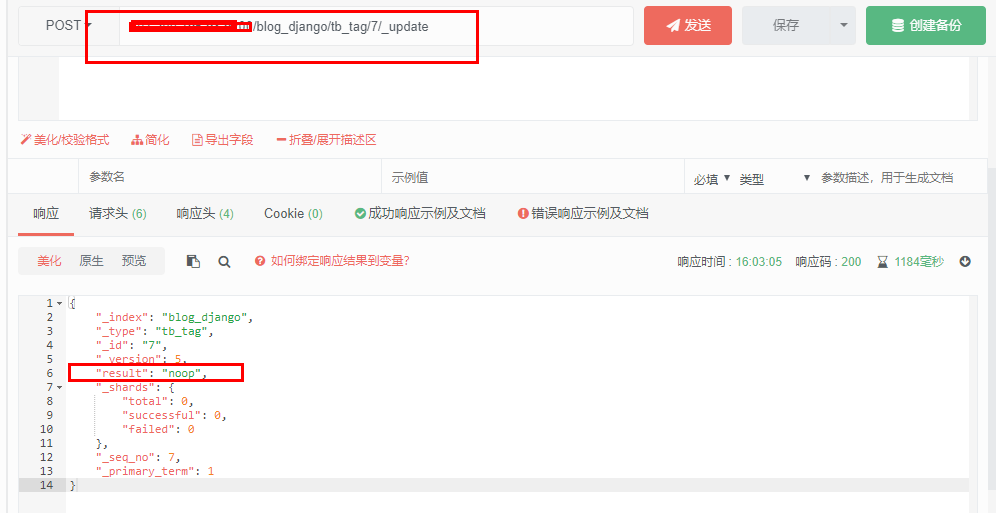 POST /blog_django/tb_tag/7/_update 发送 保存 创建备份
美化/校验格式 简化 导出字段 折叠/展开描述区
参数名 示例值 必填 类型 参数描述，用于生成文档
响应 请求头 (6) 响应头 (4) Cookie (0) 成功响应示例及文档 错误响应示例及文档
美化 原生 预览 如何绑定响应结果到变量? 响应时间 : 16:03:05 响应码 : 200 1184毫秒
1 {
2 "_index": "blog_django",
3 "_type": "tb_tag",
4 "_id": "7",
5 "_version": 5,
6 "result": "noop",
7 "_shards": {
8 "total": 0,
9 "successful": 0,
10 "failed": 0
11 },
12 "_seq_no": 7,
13 "_primary_term": 1
14 }